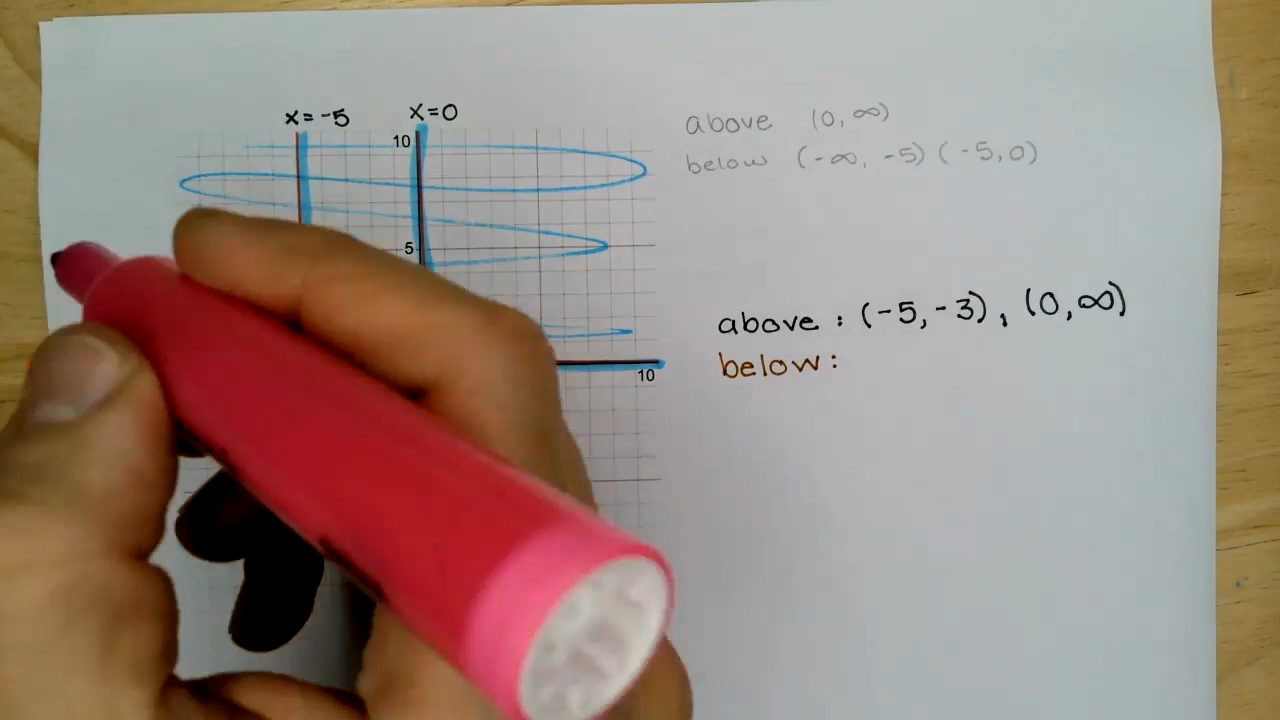 x=-5
x=0
10
5
10
above (0,∞)
below (-∞, -5) (-5,0)
above : (-5,-3), (0,∞)
below: